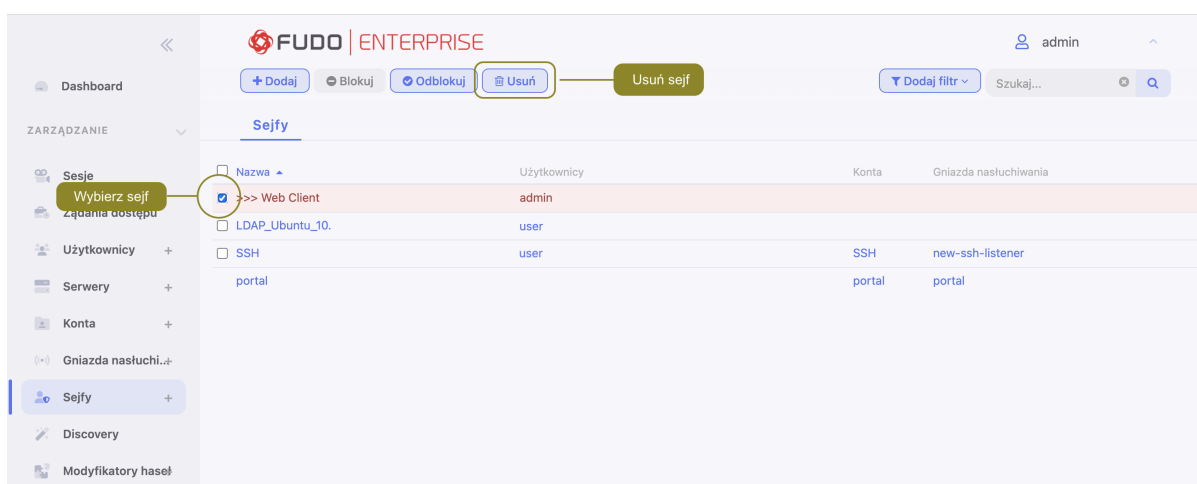 FUDO ENTERPRISE
admin
Dashboard
Dodaj Blokuj Odblokuj Usuń Usuń sejf Dodaj filtr Szukaj...
ZARZĄDZANIE
Sejfy
Sesje
Nazwa Użytkownicy Konta Gniazda nasłuchiwania
Wybierz sejf
>>> Web Client admin
Żądania dostępu
LDAP_Ubuntu_10. user
Użytkownicy +
SSH user SSH new-ssh-listener
Serwery +
portal portal portal
Konta +
Gniazda nasłuchi...+
Sejfy +
Discovery
Modyfikatory haseł